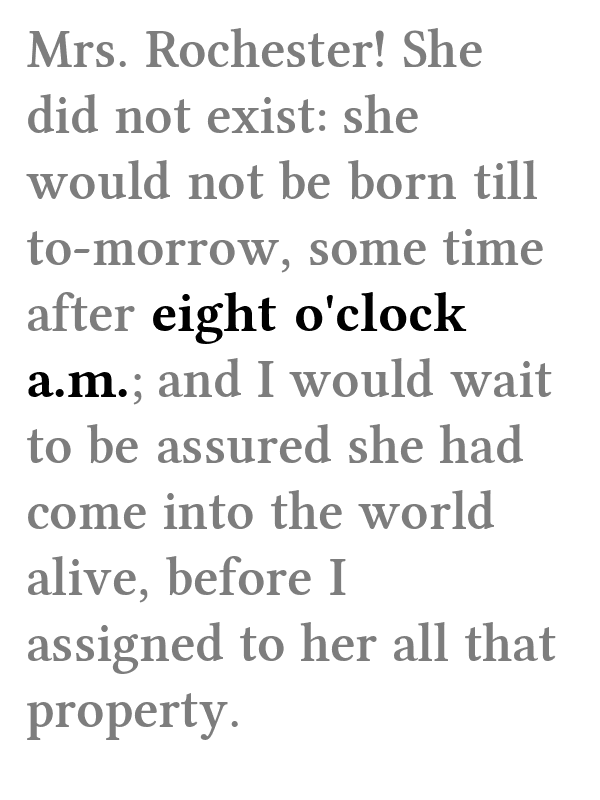 Mrs. Rochester! She
did not exist: she
would not be born till
to-morrow, some time
after eight o'clock
a.m.; and I would wait
to be assured she had
come into the world
alive, before I
assigned to her all that
property.